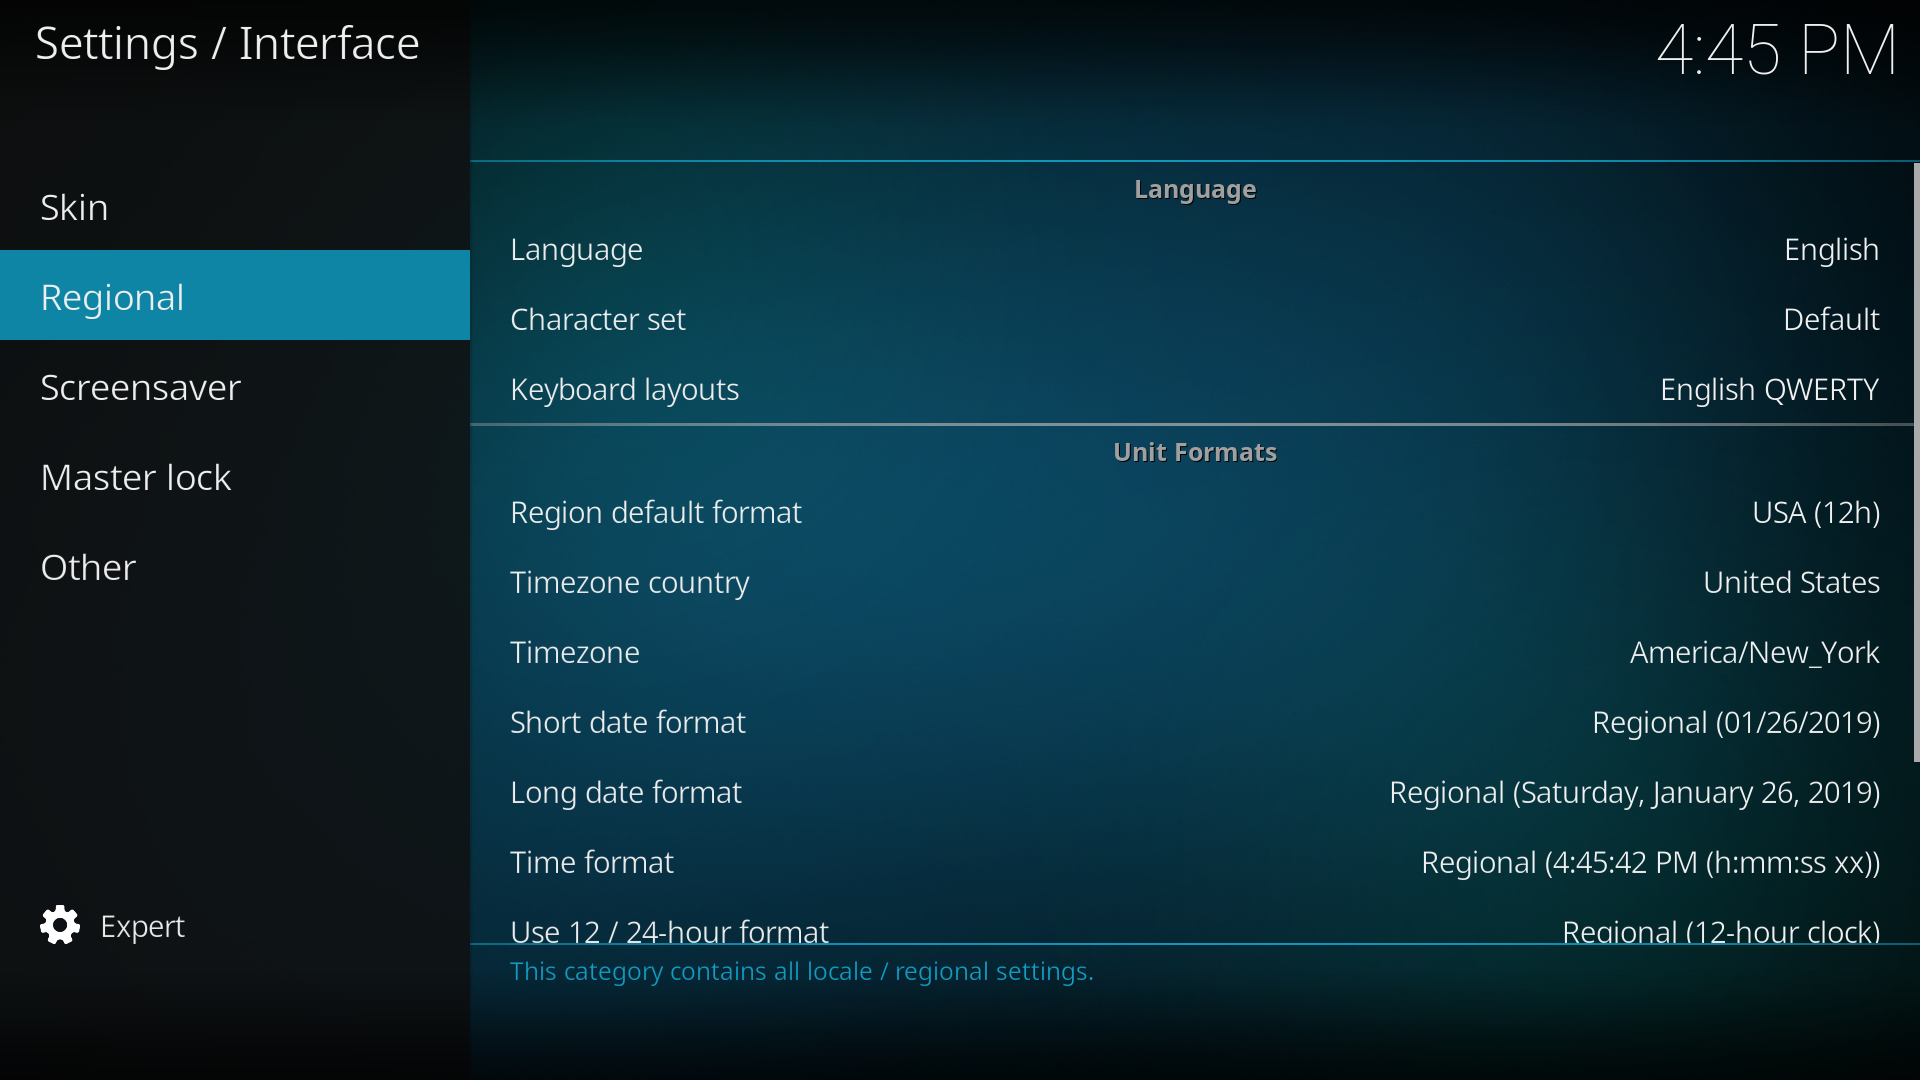 Settings / Interface
4:45 PM
Skin
Regional
Screensaver
Master lock
Other
Expert
Language
Language English
Character set Default
Keyboard layouts English QWERTY
Unit Formats
Region default format USA (12h)
Timezone country United States
Timezone America/New_York
Short date format Regional (01/26/2019)
Long date format Regional (Saturday, January 26, 2019)
Time format Regional (4:45:42 PM (h:mm:ss xx))
Use 12 / 24-hour format Regional (12-hour clock)
This category contains all locale / regional settings.